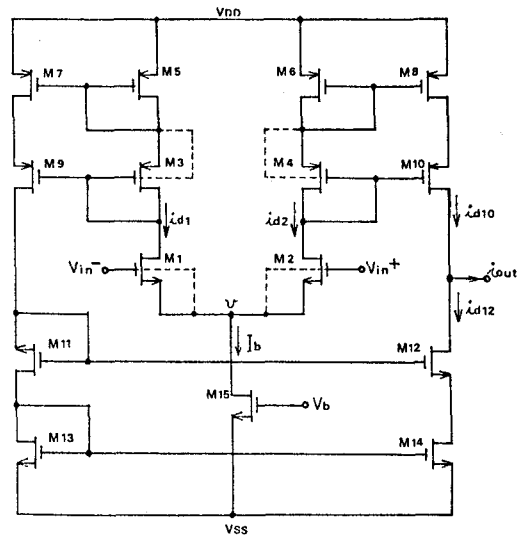 VDD
M7 M5 M6 M8
M9 M3 M4 M10
id1 id2 id10
Vin- M1 M2 Vin+ iout
v id12
Ib
M11 M12
M15 Vb
M13 M14
VSS